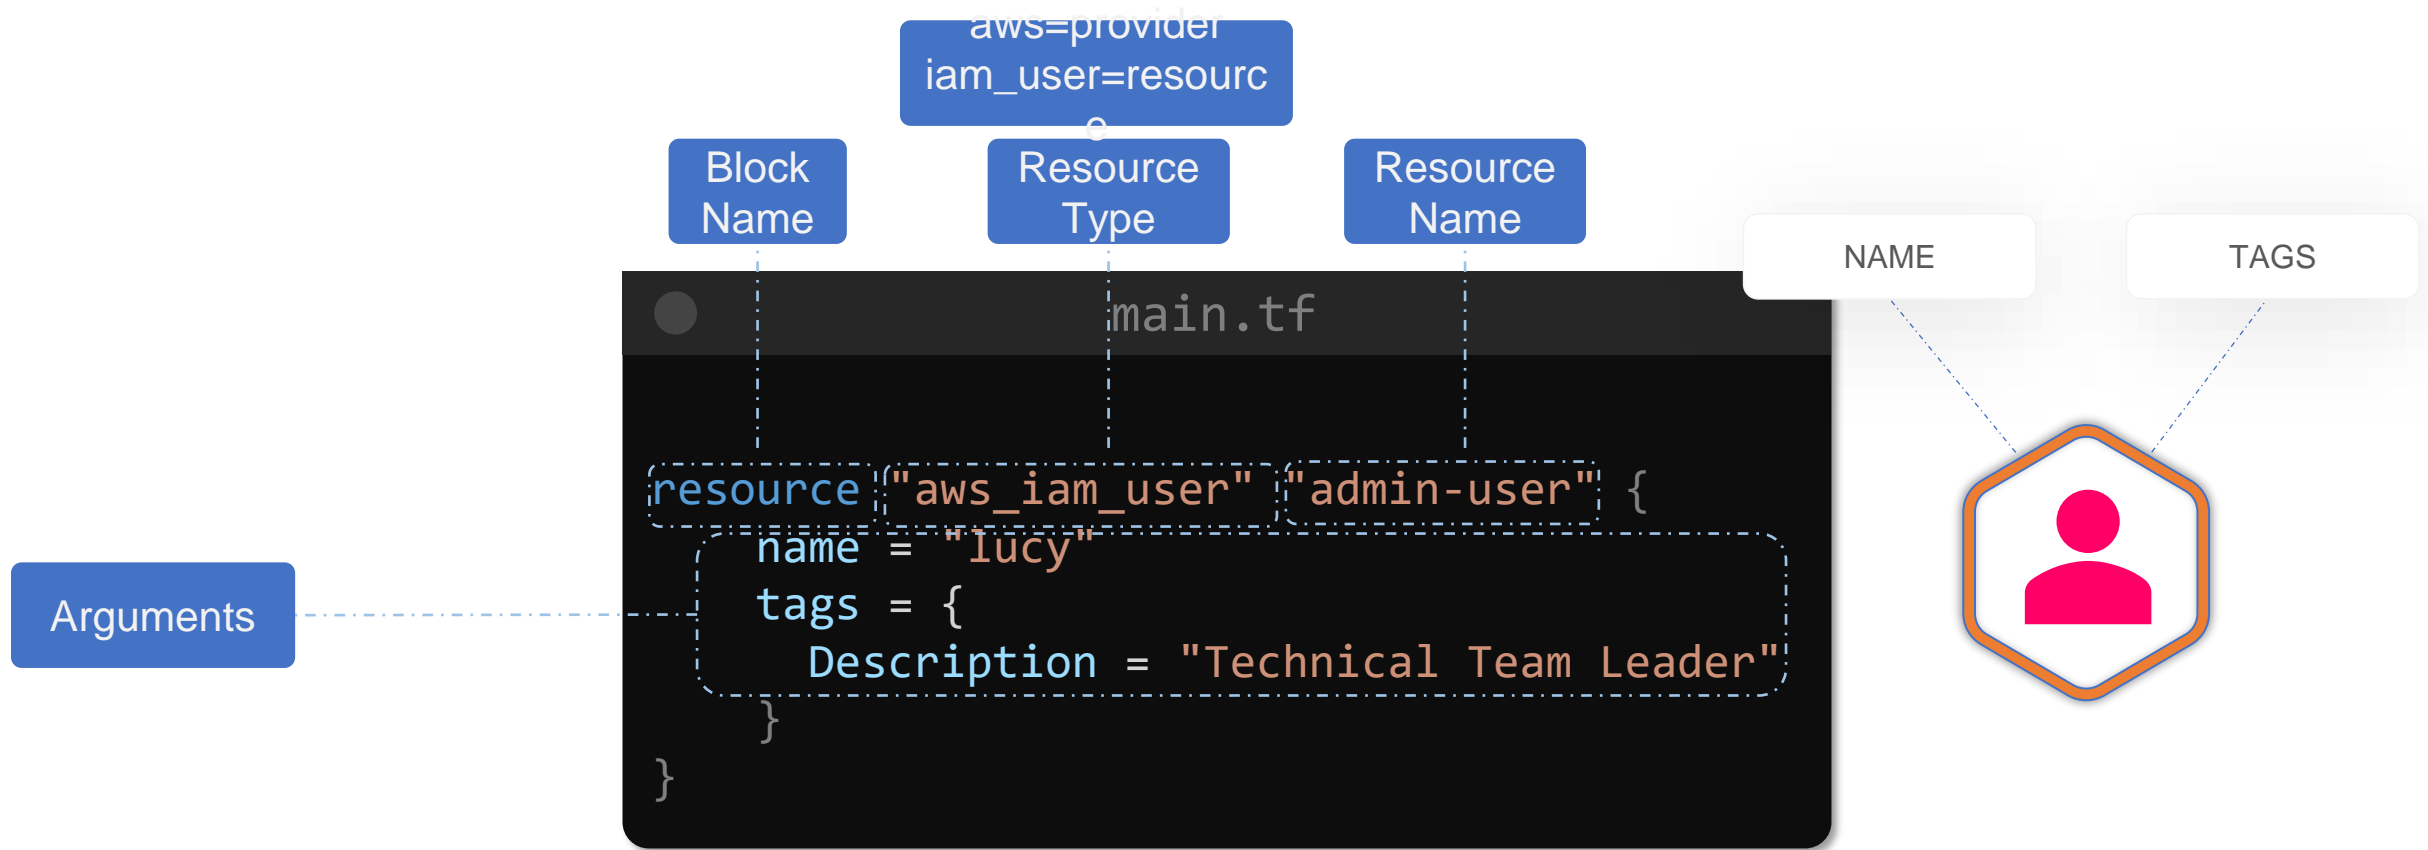 aws=provider
iam_user=resourc
e
Block
Name
Resource
Type
Resource
Name
NAME
TAGS
main.tf
resource "aws_iam_user" "admin-user" {
name = "lucy"
tags = {
Description = "Technical Team Leader"
}
}
Arguments